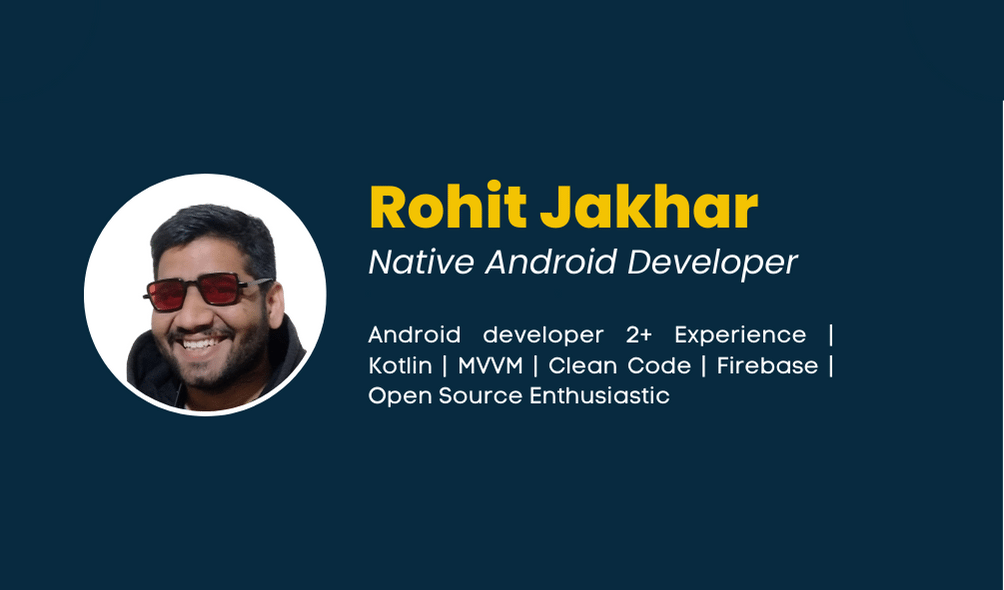 Rohit Jakhar
Native Android Developer
Android developer 2+ Experience |
Kotlin | MVVM | Clean Code | Firebase |
Open Source Enthusiastic